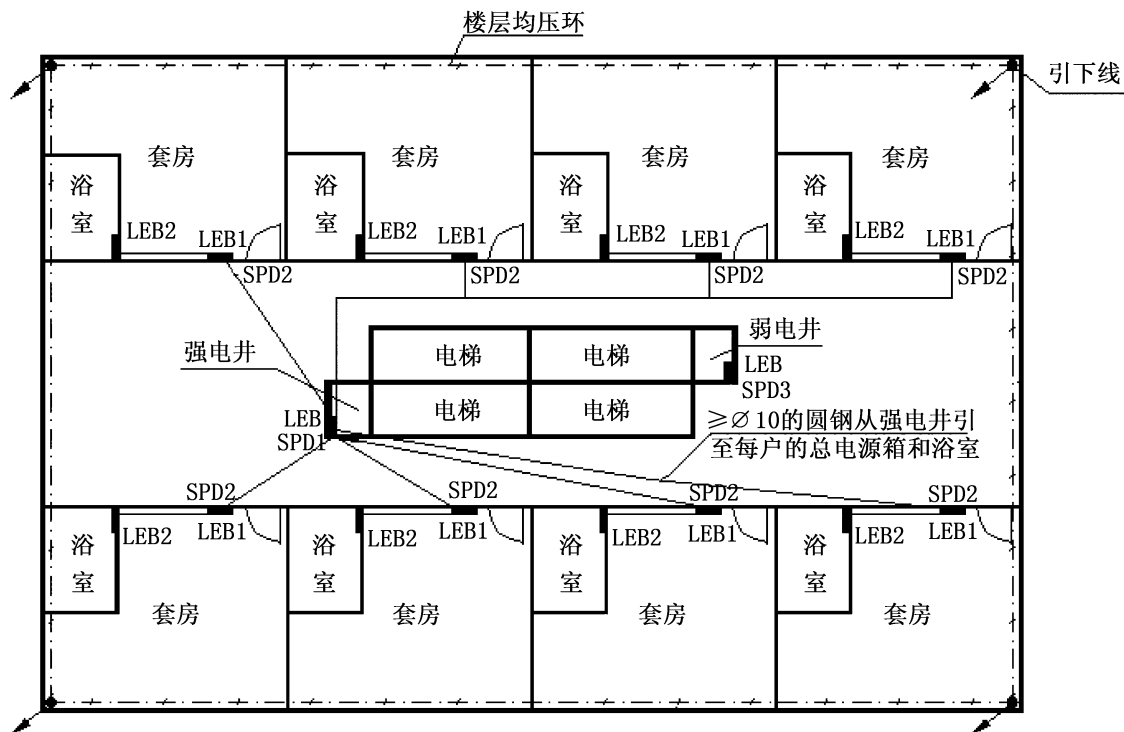 楼层均压环
引下线
套房
套房
套房
套房
浴室
浴室
浴室
浴室
LEB2
LEB1
LEB2
LEB1
LEB2
LEB1
LEB2
LEB1
SPD2
SPD2
SPD2
SPD2
强电井
电梯
电梯
弱电井
LEB
SPD3
LEB
SPD1
电梯
电梯
≥∅10的圆钢从强电井引
至每户的总电源箱和浴室
SPD2
SPD2
SPD2
SPD2
浴室
浴室
浴室
浴室
LEB2
LEB1
LEB2
LEB1
LEB2
LEB1
LEB2
LEB1
套房
套房
套房
套房